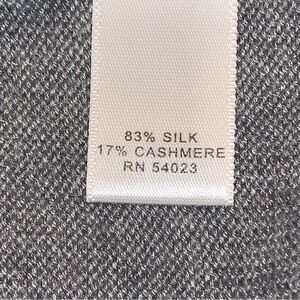 83% SILK
17% CASHMERE
RN 54023